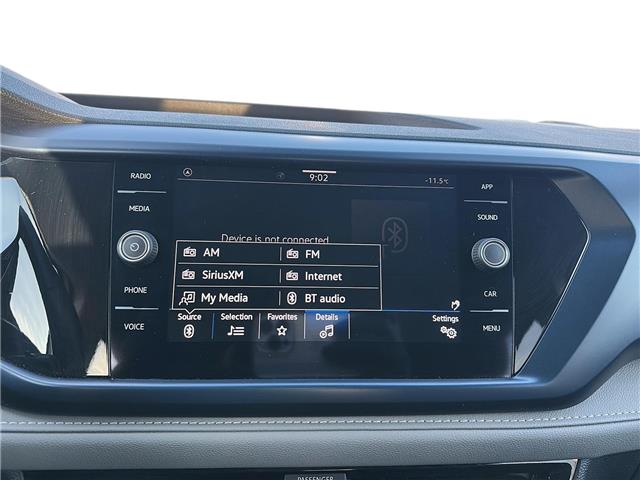 RADIO
MEDIA
PHONE
VOICE
9:02
-11.5°C
Device is not connected
AM
FM
SiriusXM
Internet
My Media
BT audio
Source
Selection
Favorites
Details
Settings
APP
SOUND
CAR
MENU
PASSENGER